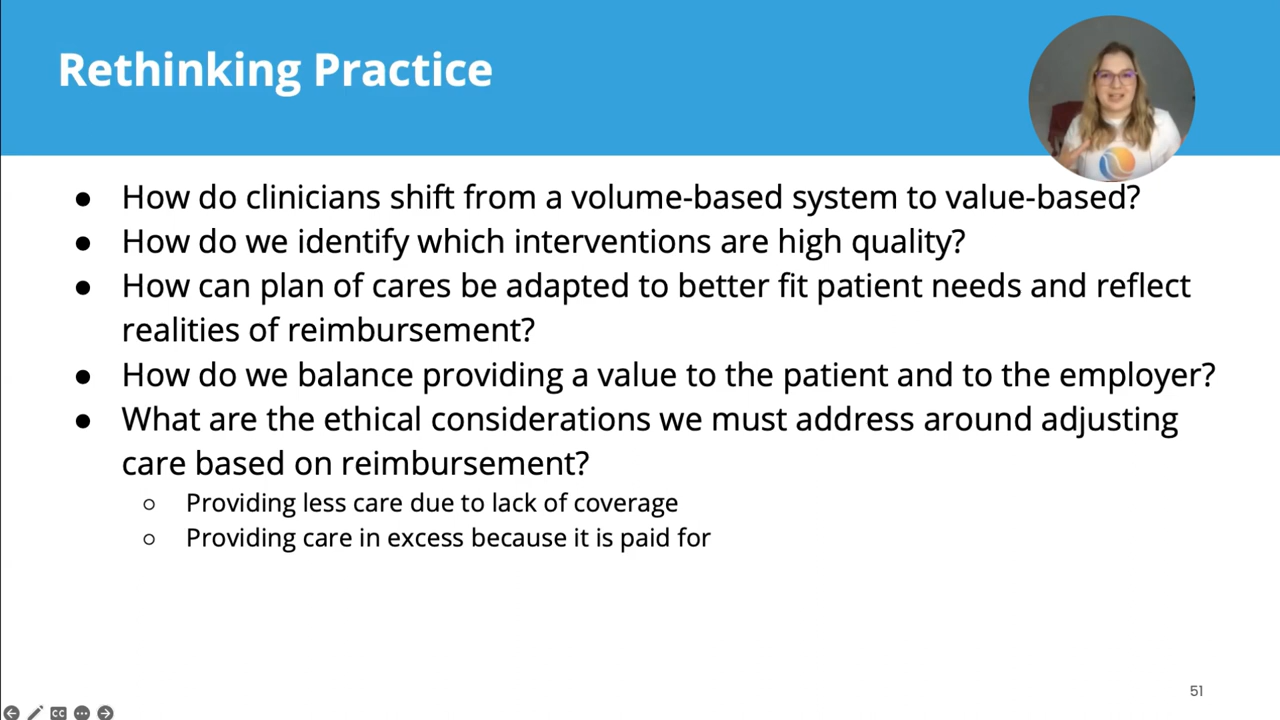 Rethinking Practice
● How do clinicians shift from a volume-based system to value-based?
● How do we identify which interventions are high quality?
● How can plan of cares be adapted to better fit patient needs and reflect
realities of reimbursement?
● How do we balance providing a value to the patient and to the employer?
● What are the ethical considerations we must address around adjusting
care based on reimbursement?
○ Providing less care due to lack of coverage
○ Providing care in excess because it is paid for
51
CC